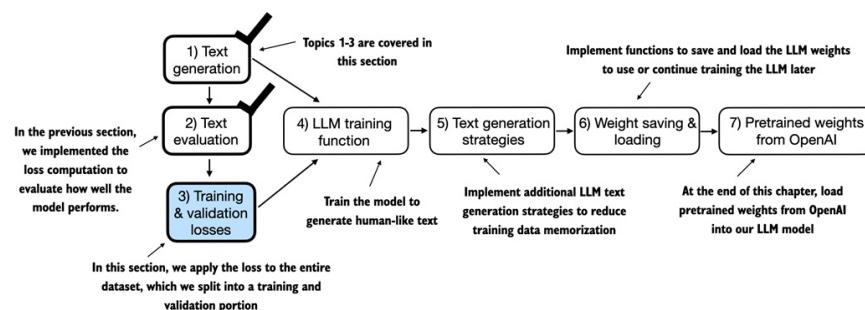 1) Text
generation
Topics 1-3 are covered in
this section
2) Text
evaluation
In the previous section,
we implemented the
loss computation to
evaluate how well the
model performs.
3) Training
& validation
losses
In this section, we apply the loss to the entire
dataset, which we split into a training and
validation portion
4) LLM training
function
Train the model to
generate human-like text
5) Text generation
strategies
Implement additional LLM text
generation strategies to reduce
training data memorization
Implement functions to save and load the LLM weights
to use or continue training the LLM later
6) Weight saving &
loading
7) Pretrained weights
from OpenAI
At the end of this chapter, load
pretrained weights from OpenAI
into our LLM model